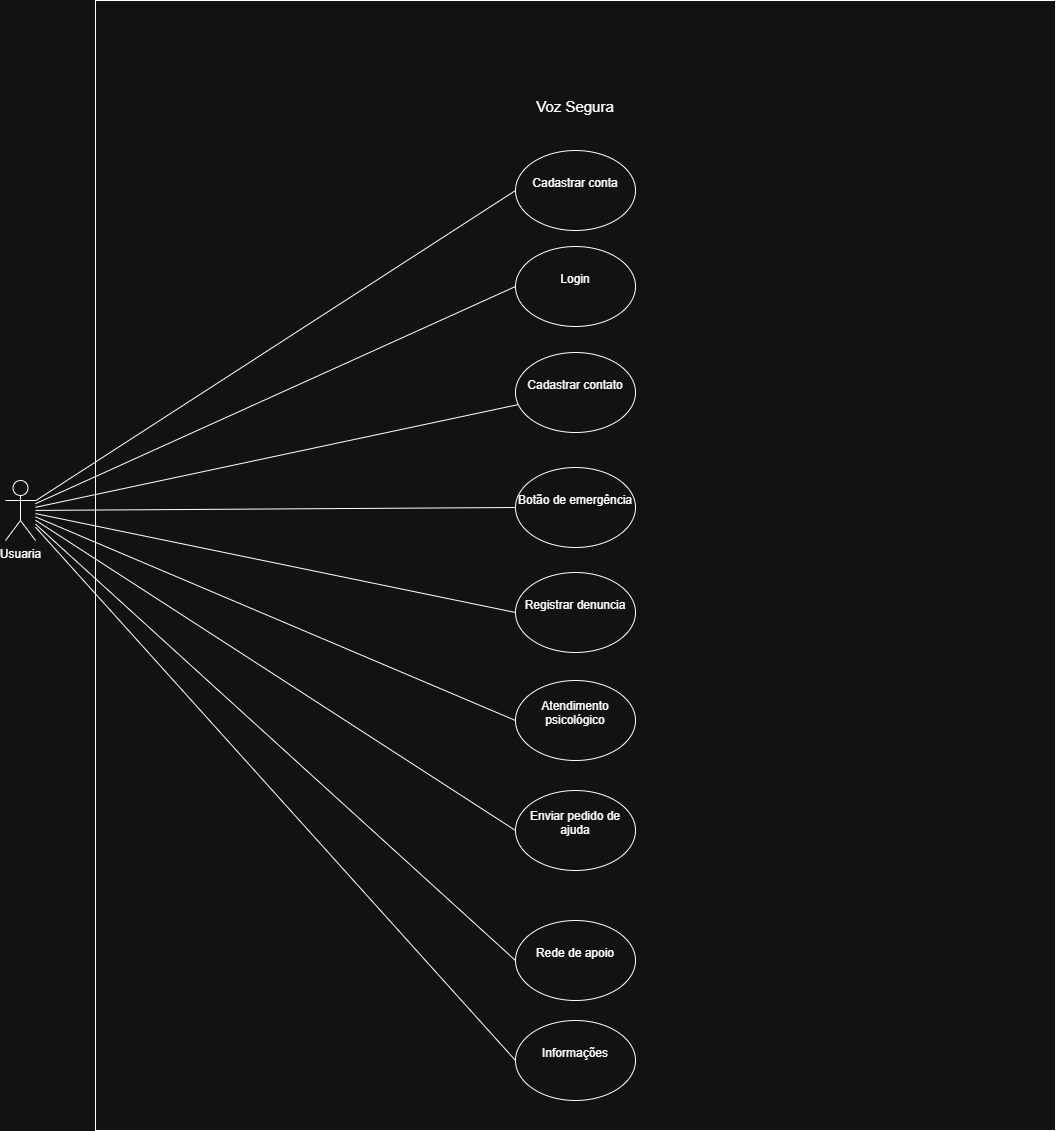 Voz Segura
Cadastrar conta
Login
Cadastrar contato
Botão de emergência
Usuaria
Registrar denuncia
Atendimento
psicológico
Enviar pedido de
ajuda
Rede de apoio
Informações